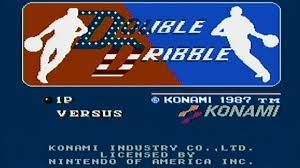 DOUBLE
DRIBBLE
1P
VERSUS
© KONAMI 1987 TM
KONAMI
KONAMI INDUSTRY CO.,LTD.
LICENSED BY
NINTENDO OF AMERICA INC.